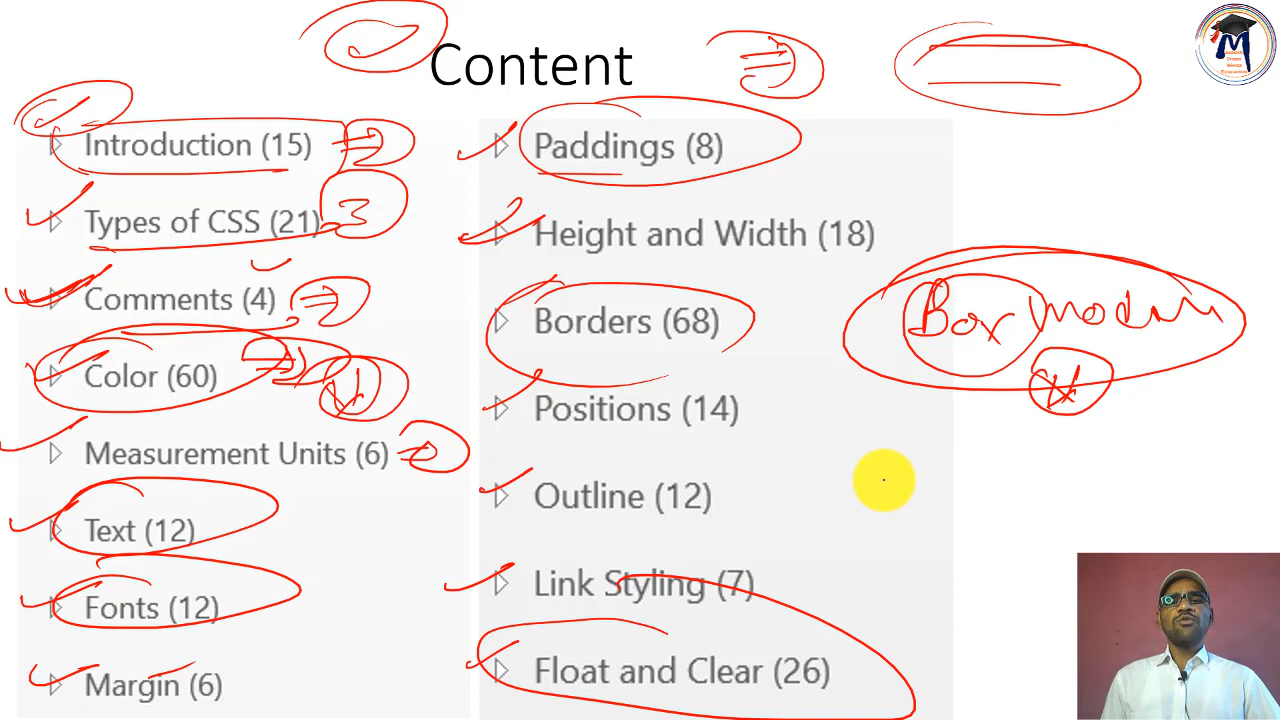 Content
Introduction (15)
2
Types of CSS (21)
3
Comments (4)
Color (60)
Measurement Units (6)
Text (12)
Fonts (12)
Margin (6)
Paddings (8)
Height and Width (18)
Borders (68)
Positions (14)
Outline (12)
Link Styling (7)
Float and Clear (26)
Box
M